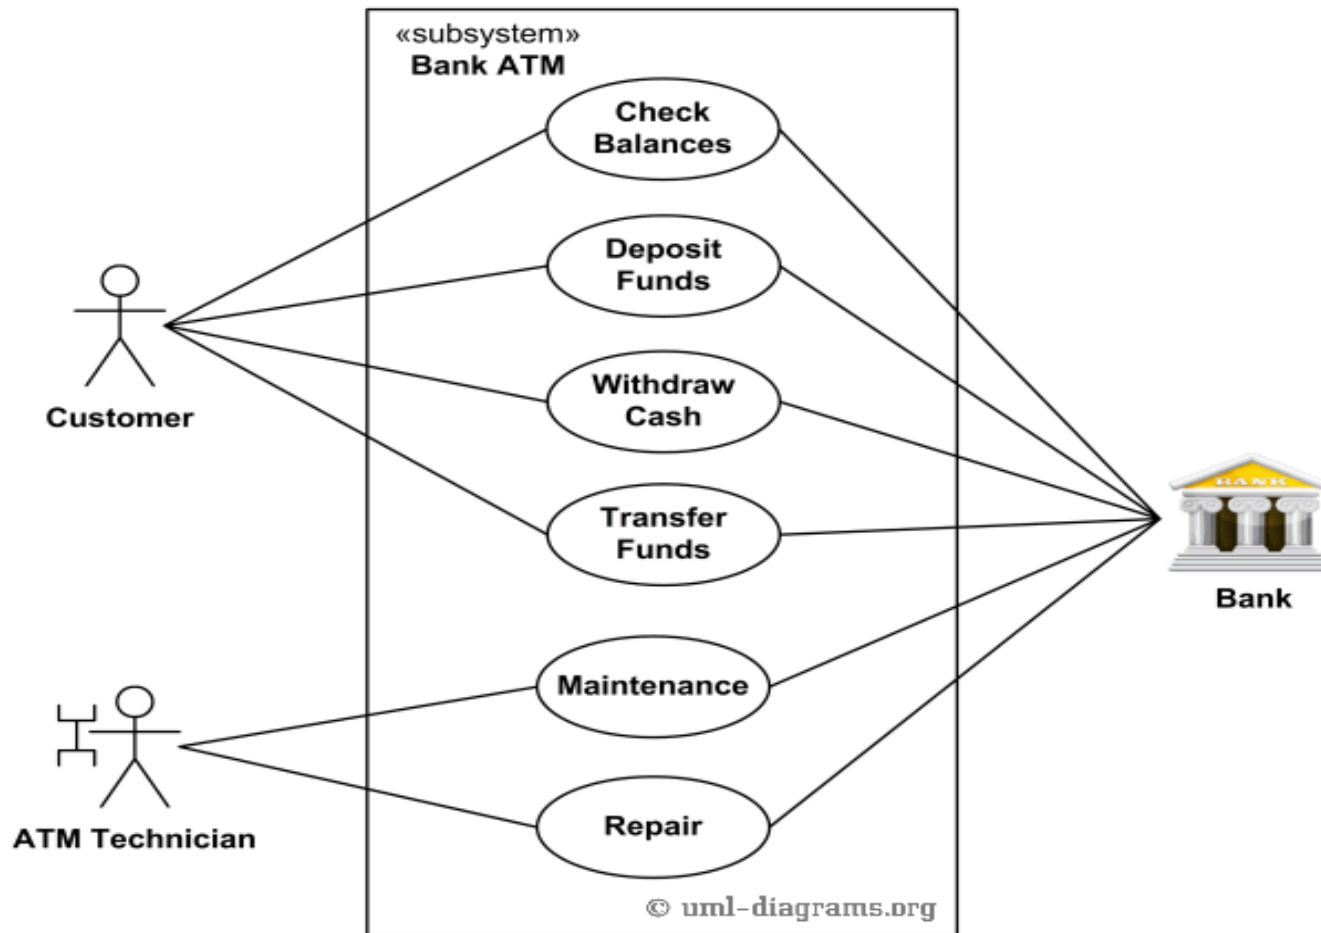 «subsystem»
Bank ATM
Check
Balances
Deposit
Funds
Customer
Withdraw
Cash
BANK
Transfer
Funds
Bank
Maintenance
ATM Technician
Repair
© uml-diagrams.org